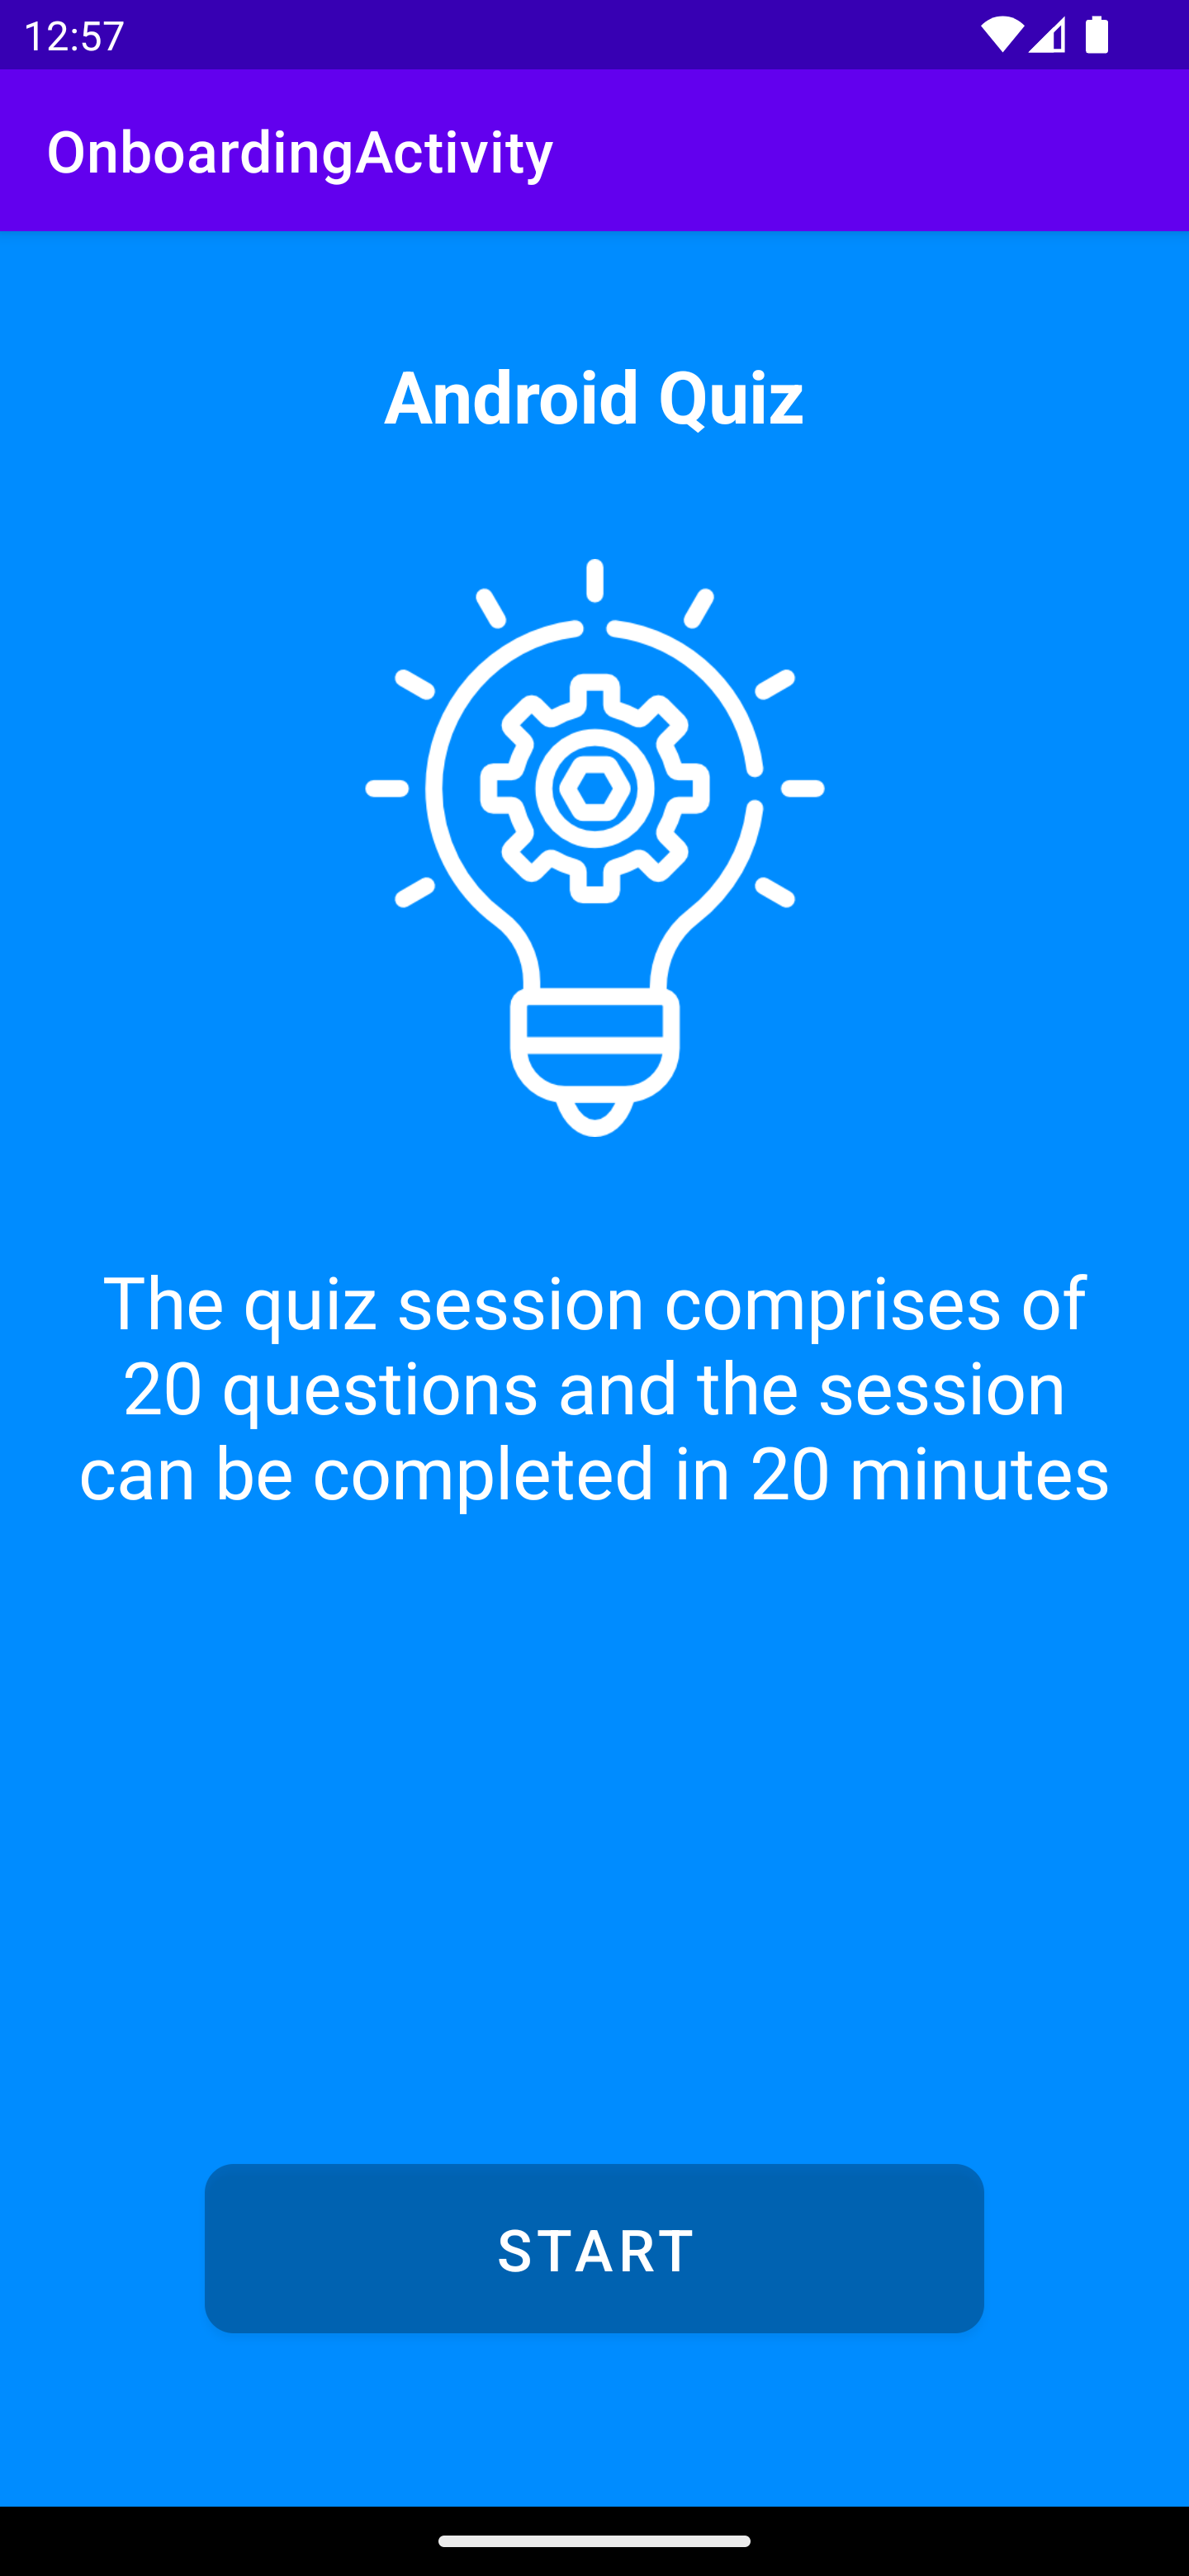 12:57
OnboardingActivity
Android Quiz
The quiz session comprises of
20 questions and the session
can be completed in 20 minutes
START